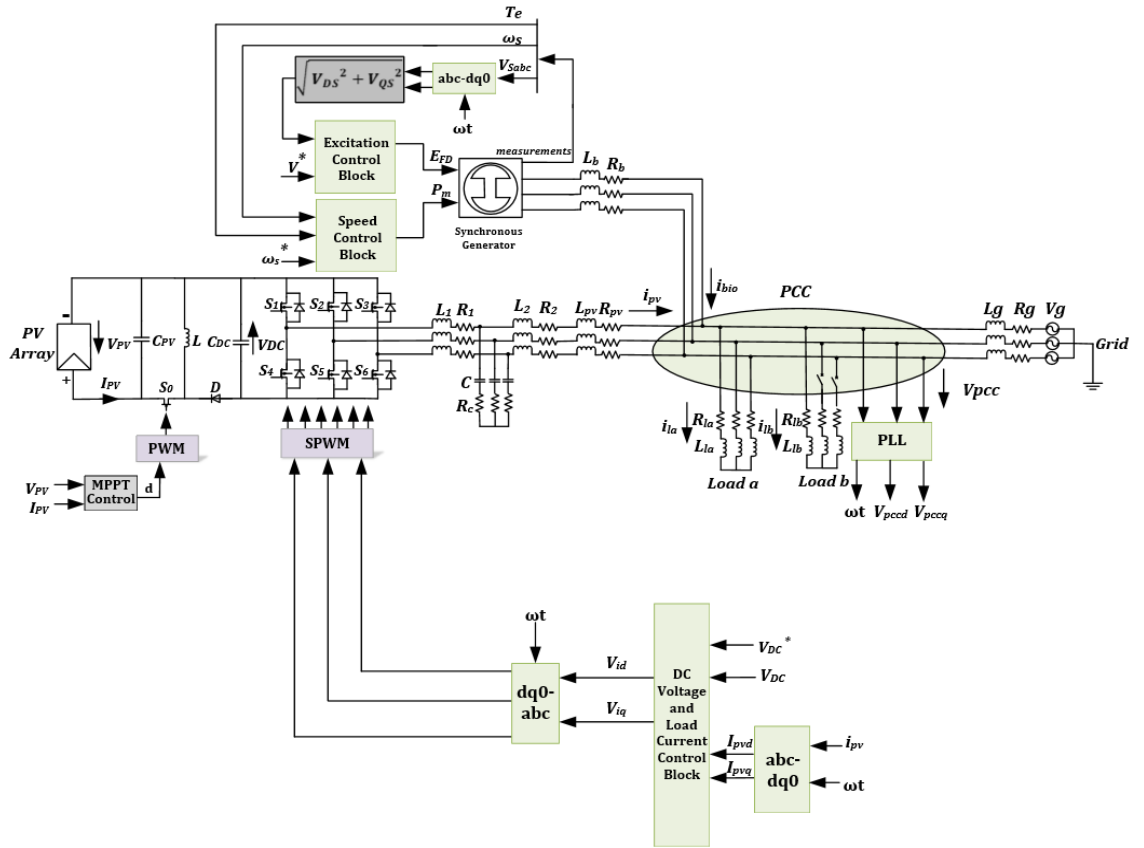 Te
ωS
VSabc
√VDS² + VQS²
abc-dq0
ωt
Excitation
Control
Block
V*
EFD
measurements
Lb Rb
Pm
Speed
Control
Block
ωs*
Synchronous
Generator
PV
Array
-
+
VPV
CPV
L
CDC
VDC
IPV
S0
D
S1
S2
S3
S4
S5
S6
L1 R1
L2 R2
Lpv Rpv
C
Rc
ipv
ibio
PCC
Lg Rg Vg
Grid
Vpcc
ila
Rla
Lla
Load a
ilb
Rlb
Llb
Load b
PLL
ωt
Vpccd
Vpccq
PWM
SPWM
MPPT
Control
d
VPV
IPV
ωt
dq0-
abc
Vid
Viq
DC
Voltage
and
Load
Current
Control
Block
VDC*
VDC
Ipvd
Ipvq
abc-
dq0
ipv
ωt